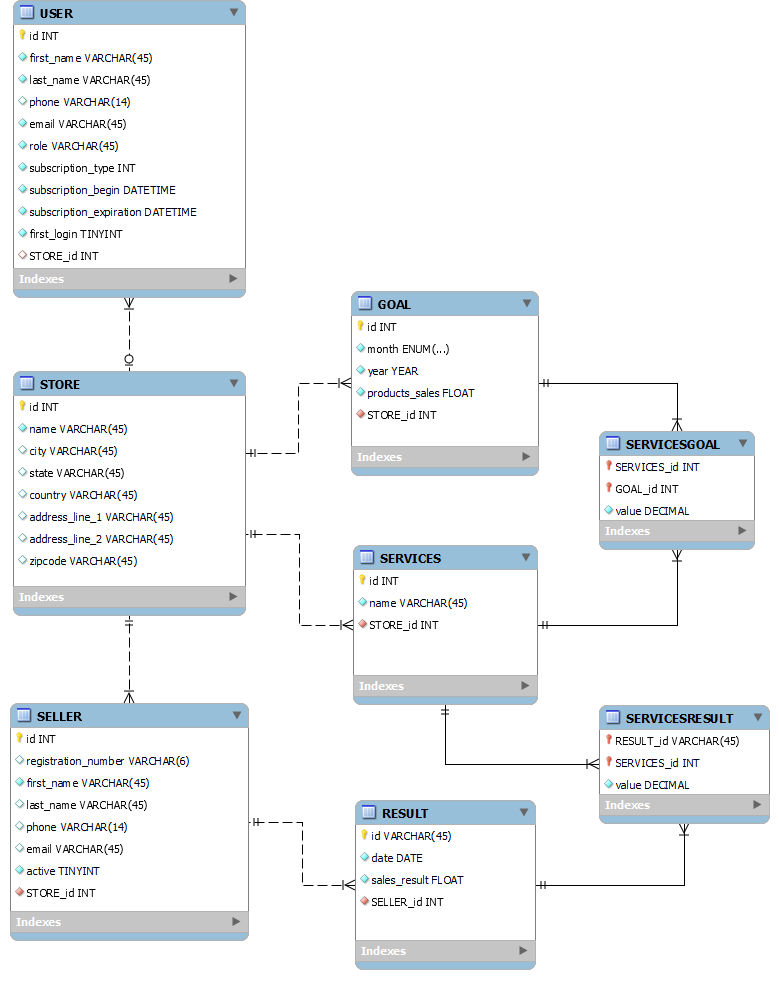 USER
id INT
first_name VARCHAR(45)
last_name VARCHAR(45)
phone VARCHAR(14)
email VARCHAR(45)
role VARCHAR(45)
subscription_type INT
subscription_begin DATETIME
subscription_expiration DATETIME
first_login TINYINT
STORE_id INT
Indexes
STORE
id INT
name VARCHAR(45)
city VARCHAR(45)
state VARCHAR(45)
country VARCHAR(45)
address_line_1 VARCHAR(45)
address_line_2 VARCHAR(45)
zipcode VARCHAR(45)
Indexes
SELLER
id INT
registration_number VARCHAR(6)
first_name VARCHAR(45)
last_name VARCHAR(45)
phone VARCHAR(14)
email VARCHAR(45)
active TINYINT
STORE_id INT
Indexes
GOAL
id INT
month ENUM(...)
year YEAR
products_sales FLOAT
STORE_id INT
Indexes
SERVICES
id INT
name VARCHAR(45)
STORE_id INT
Indexes
RESULT
id VARCHAR(45)
date DATE
sales_result FLOAT
SELLER_id INT
Indexes
SERVICESGOAL
SERVICES_id INT
GOAL_id INT
value DECIMAL
Indexes
SERVICESRESULT
RESULT_id VARCHAR(45)
SERVICES_id INT
value DECIMAL
Indexes